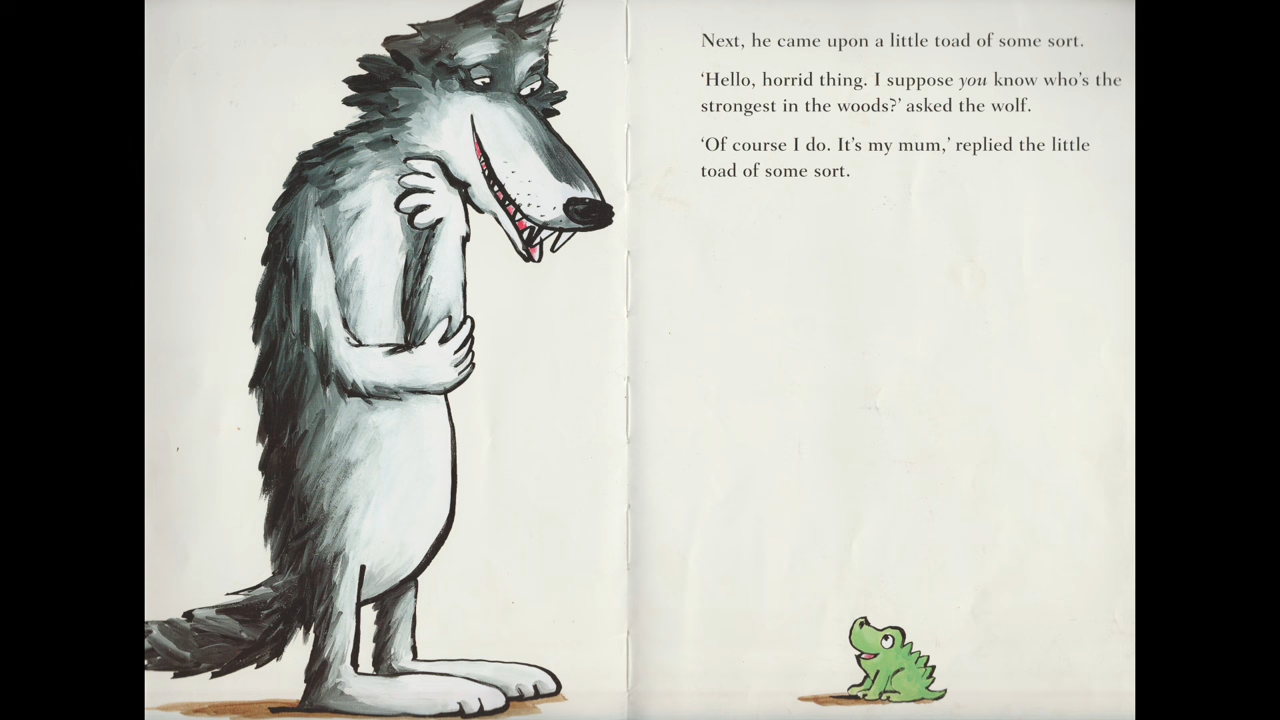 Next, he came upon a little toad of some sort.
‘Hello, horrid thing. I suppose you know who’s the
strongest in the woods?’ asked the wolf.
‘Of course I do. It’s my mum,’ replied the little
toad of some sort.